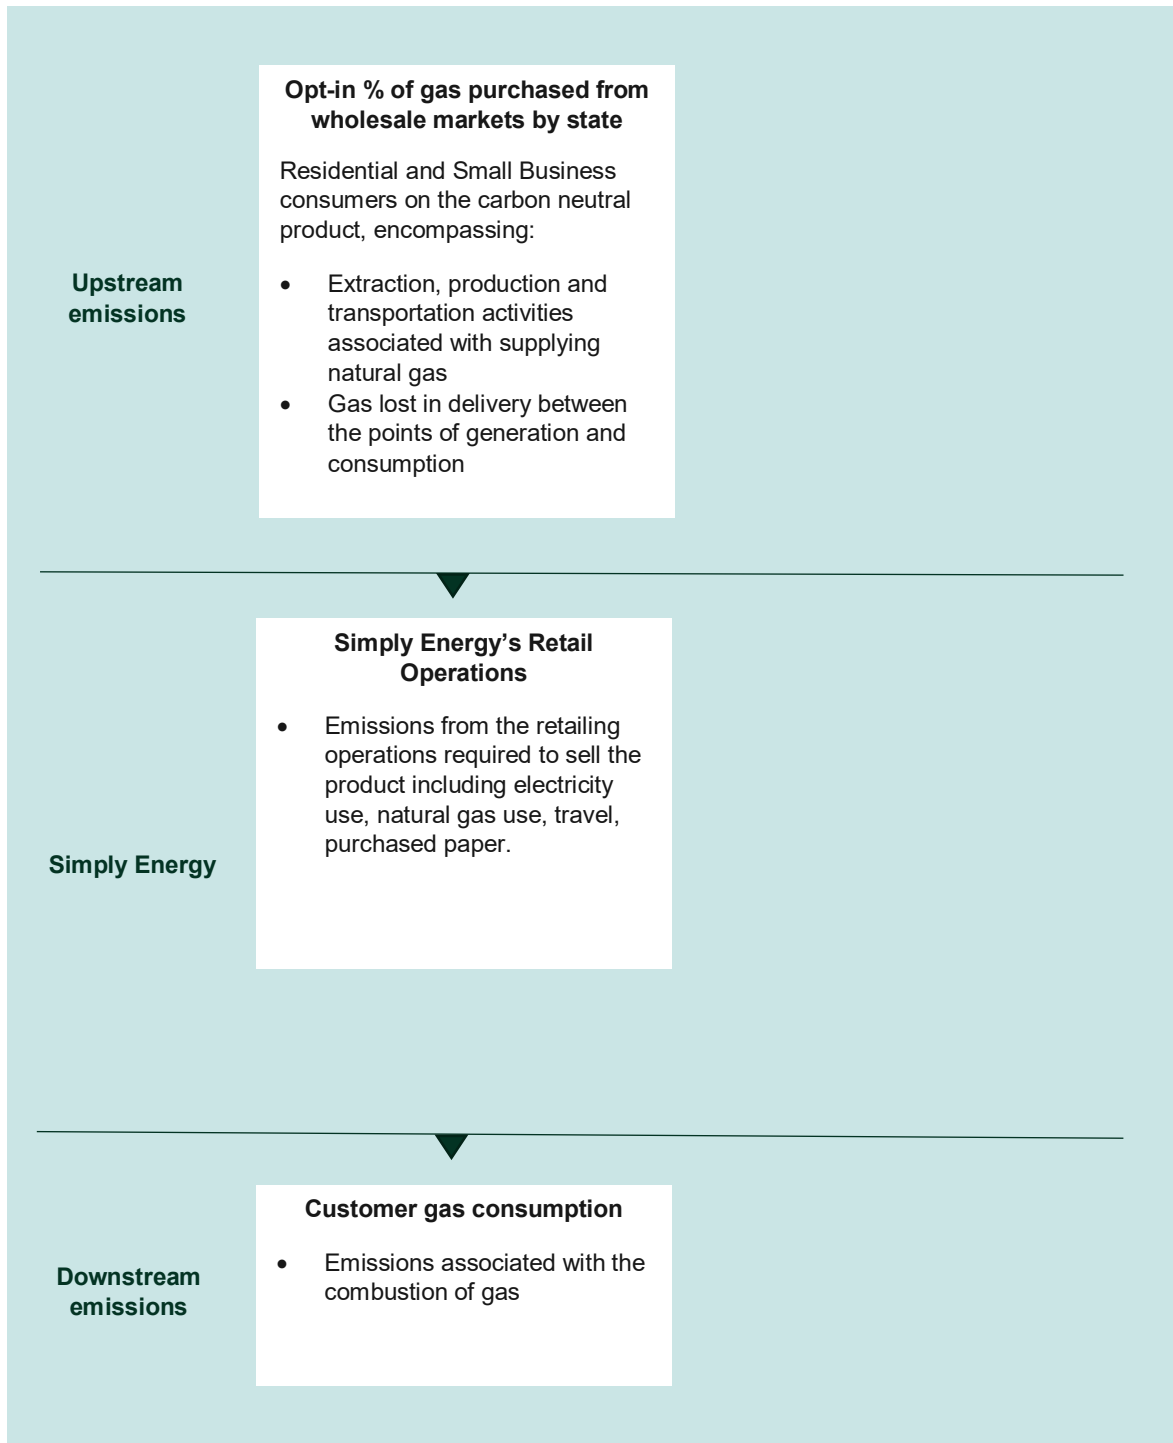 Opt-in % of gas purchased from
wholesale markets by state
Residential and Small Business
consumers on the carbon neutral
product, encompassing:
Upstream
emissions
• Extraction, production and
transportation activities
associated with supplying
natural gas
• Gas lost in delivery between
the points of generation and
consumption
Simply Energy’s Retail
Operations
• Emissions from the retailing
operations required to sell the
product including electricity
use, natural gas use, travel,
purchased paper.
Simply Energy
Customer gas consumption
• Emissions associated with the
combustion of gas
Downstream
emissions